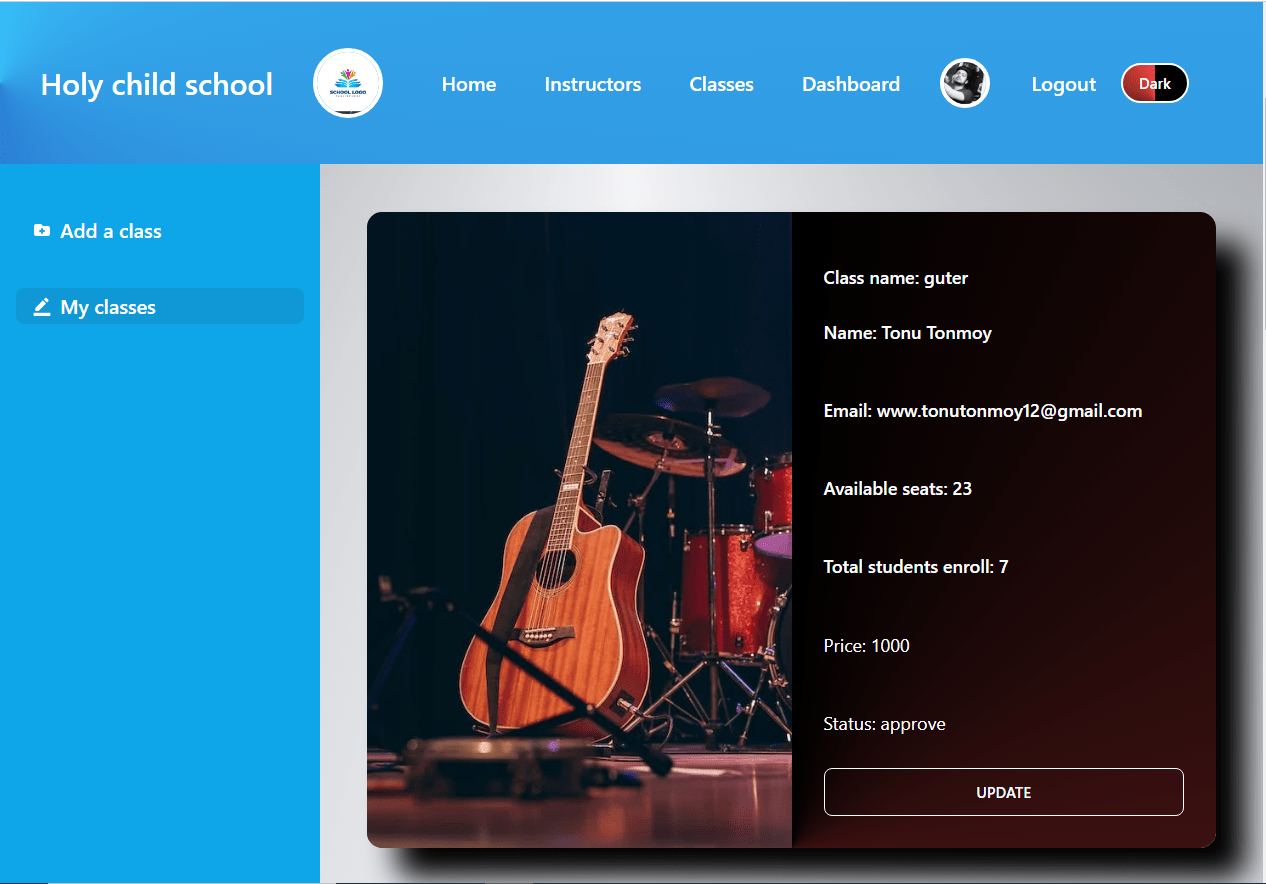 Holy child school
SCHOOL LOGO
Home
Instructors
Classes
Dashboard
Logout
Dark
Add a class
My classes
Class name: guter
Name: Tonu Tonmoy
Email: www.tonutonmoy12@gmail.com
Available seats: 23
Total students enroll: 7
Price: 1000
Status: approve
UPDATE